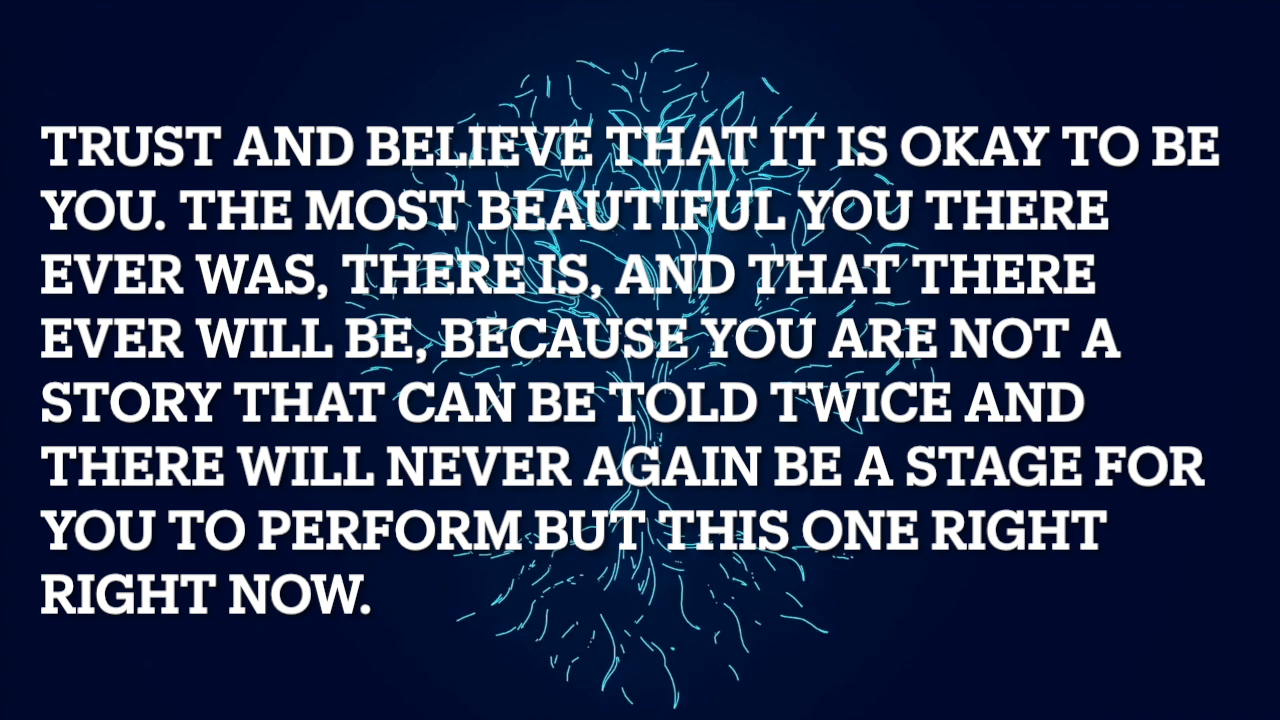 TRUST AND BELIEVE THAT IT IS OKAY TO BE
YOU. THE MOST BEAUTIFUL YOU THERE
EVER WAS, THERE IS, AND THAT THERE
EVER WILL BE, BECAUSE YOU ARE NOT A
STORY THAT CAN BE TOLD TWICE AND
THERE WILL NEVER AGAIN BE A STAGE FOR
YOU TO PERFORM BUT THIS ONE RIGHT
RIGHT NOW.